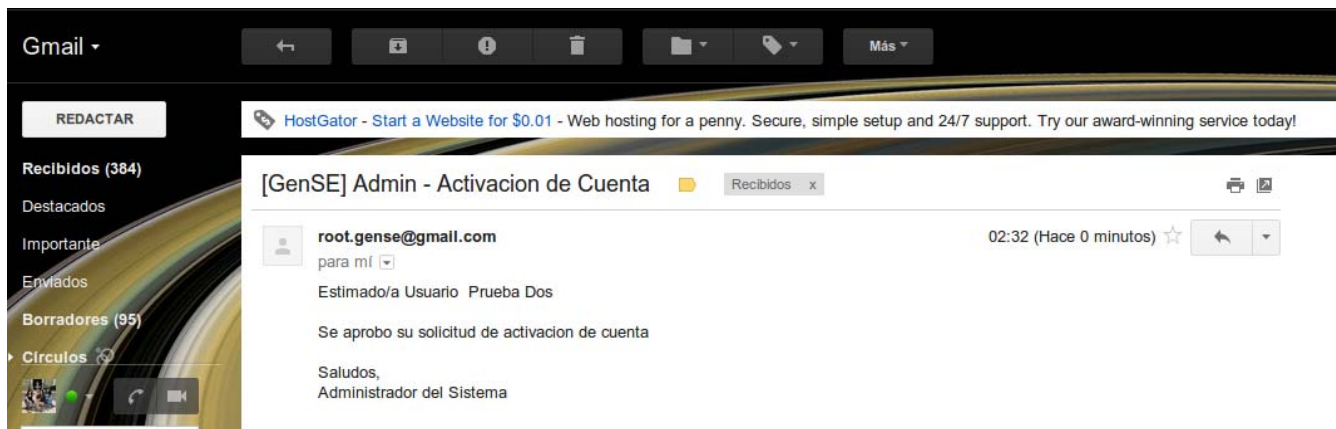 Gmail
Más
REDACTAR
HostGator - Start a Website for $0.01 - Web hosting for a penny. Secure, simple setup and 24/7 support. Try our award-winning service today!
Recibidos (384)
Destacados
Importante
Enviados
Borradores (95)
Circulos
[GenSE] Admin - Activacion de Cuenta Recibidos x
root.gense@gmail.com 02:32 (Hace 0 minutos)
para mí
Estimado/a Usuario Prueba Dos
Se aprobo su solicitud de activacion de cuenta
Saludos,
Administrador del Sistema